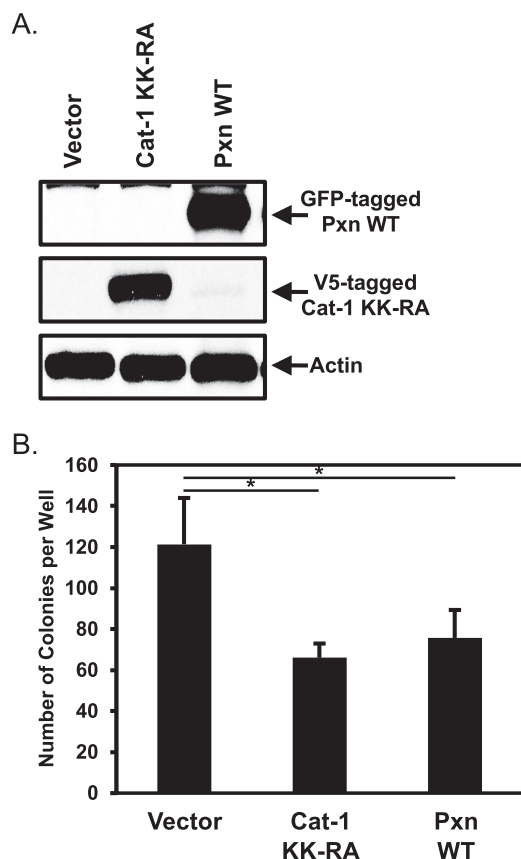 A.
Vector
Cat-1 KK-RA
Pxn WT
GFP-tagged
Pxn WT
V5-tagged
Cat-1 KK-RA
Actin
B.
Number of Colonies per Well
160
140
120
100
80
60
40
20
0
*
*
Vector
Cat-1
KK-RA
Pxn
WT